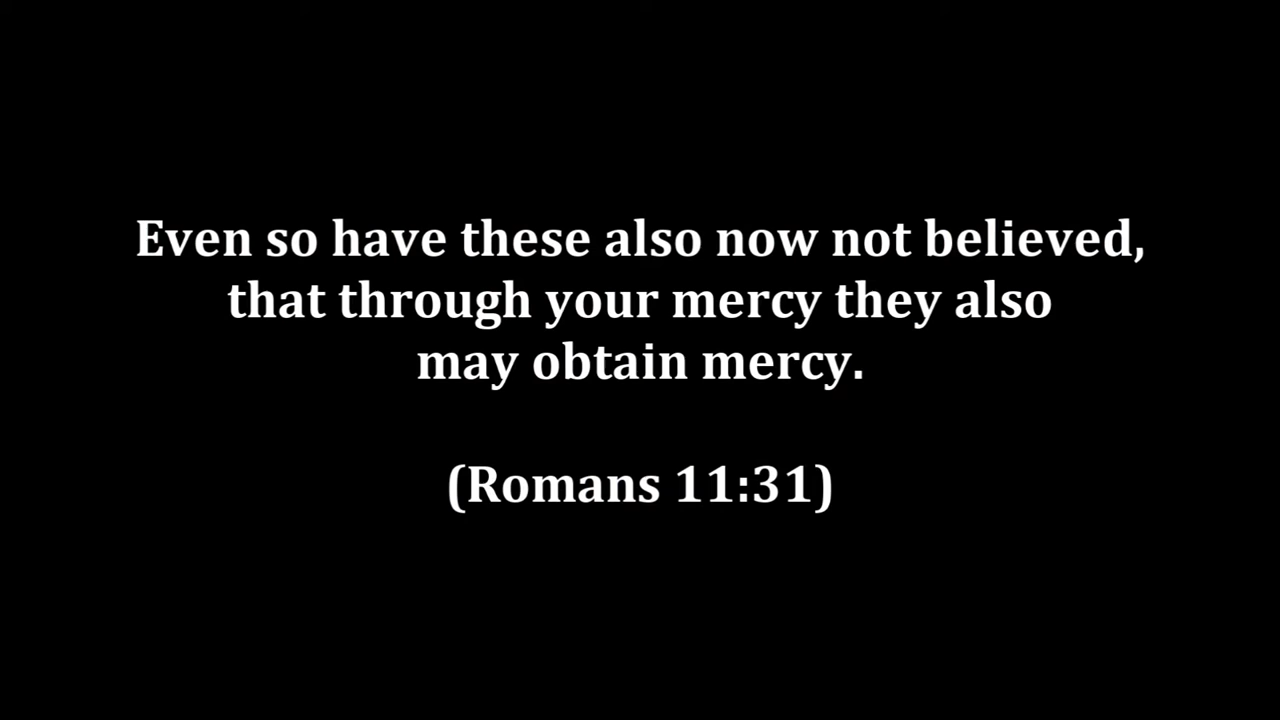 Even so have these also now not believed,
that through your mercy they also
may obtain mercy.
(Romans 11:31)